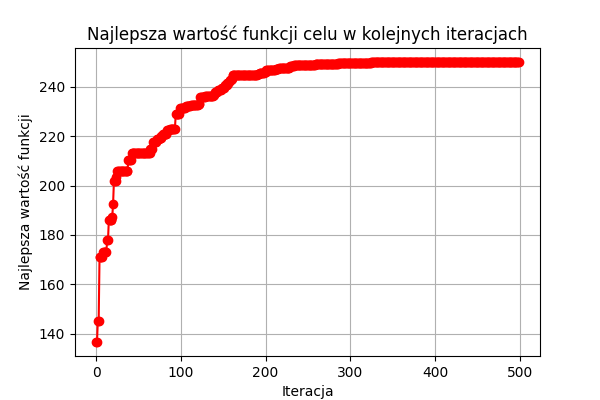 Najlepsza wartość funkcji celu w kolejnych iteracjach
Najlepsza wartość funkcji
240
220
200
180
160
140
0 100 200 300 400 500
Iteracja